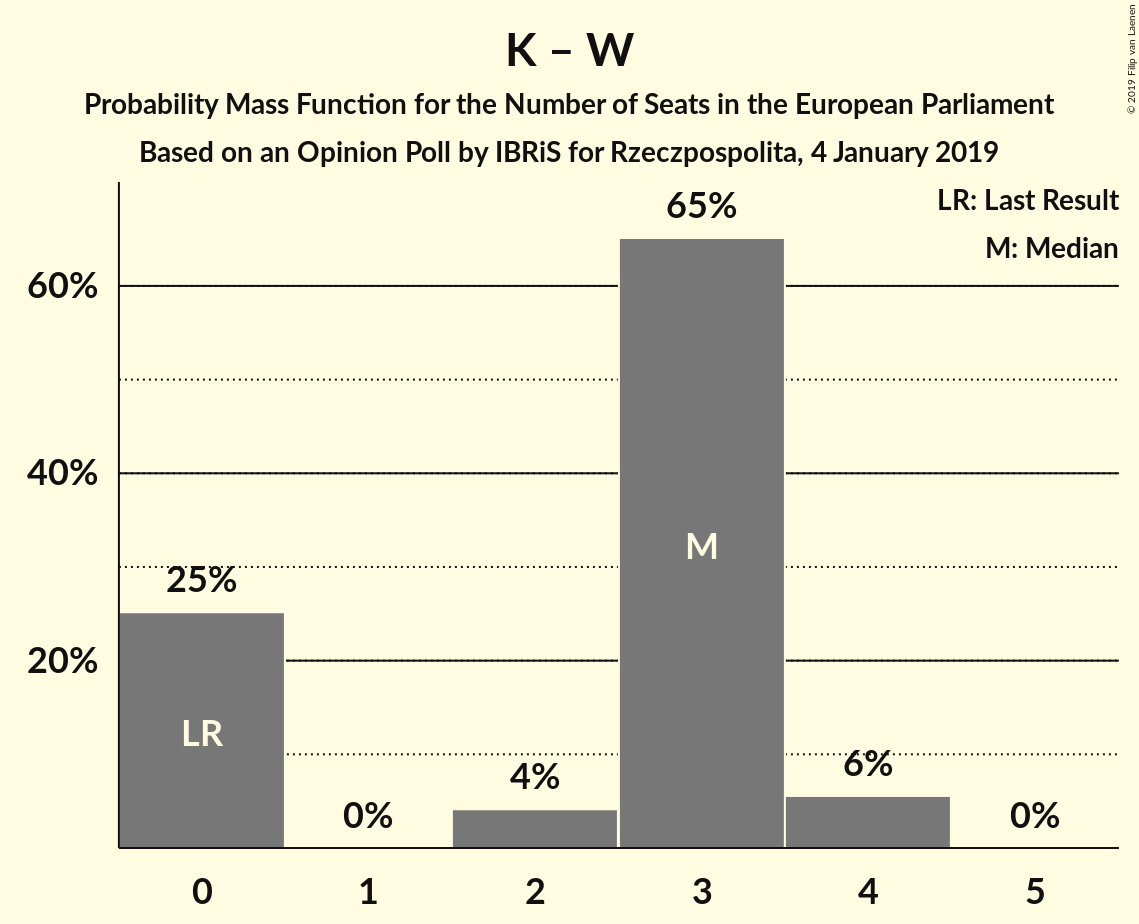 K – W
Probability Mass Function for the Number of Seats in the European Parliament
Based on an Opinion Poll by IBRiS for Rzeczpospolita, 4 January 2019
© 2019 Filip van Laenen
LR: Last Result
M: Median
65%
60%
40%
M
25%
20%
LR
6%
4%
0%
0%
0 1 2 3 4 5